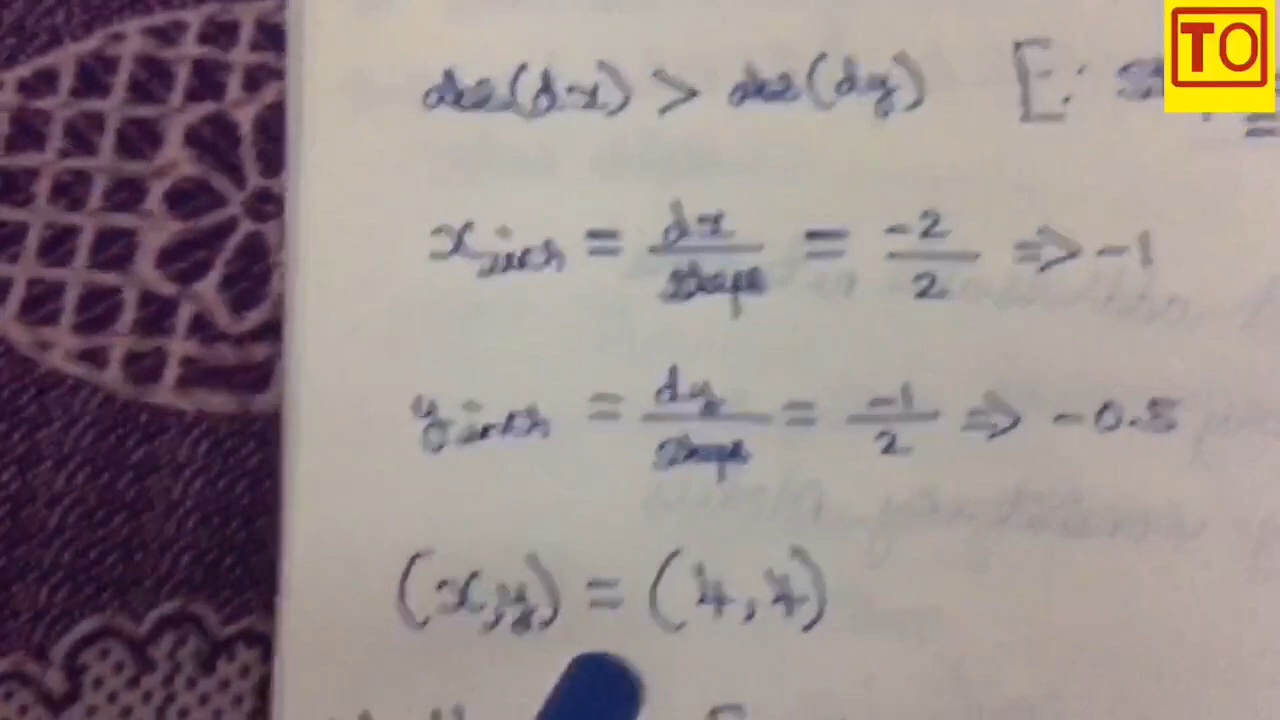 TO
abs(dx) > abs(dy) [∵
x_inch = dx/steps = -2/2 ⇒ -1
y_inch = dy/steps = -1/2 ⇒ -0.5
(x,y) = (4,4)